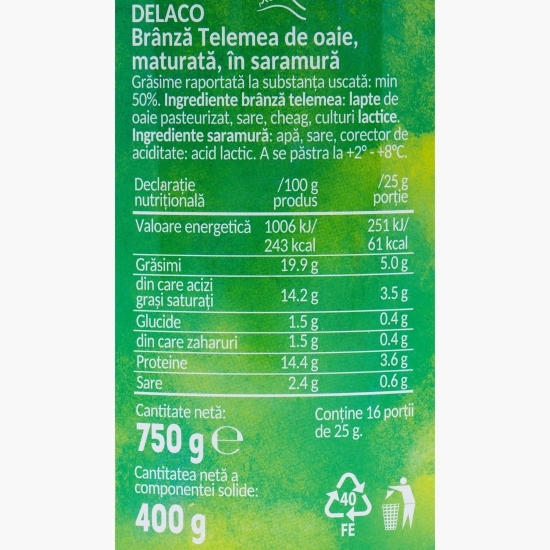 DELACO
Brânză Telemea de oaie,
maturată, în saramură
Grăsime raportată la substanța uscată: min
50%. Ingrediente brânză telemea: lapte de
oaie pasteurizat, sare, cheag, culturi lactice.
Ingrediente saramură: apă, sare, corector de
aciditate: acid lactic. A se păstra la +2° - +8°C.
Declarație nutrițională /100 g produs /25 g porție
Valoare energetică 1006 kJ/ 243 kcal 251 kJ/ 61 kcal
Grăsimi 19.9 g 5.0 g
din care acizi grași saturați 14.2 g 3.5 g
Glucide 1.5 g 0.4 g
din care zaharuri 1.5 g 0.4 g
Proteine 14.4 g 3.6 g
Sare 2.4 g 0.6 g
Cantitate netă:
750 g ℮
Conține 16 porții
de 25 g.
Cantitatea netă a
componentei solide:
400 g
40
FE